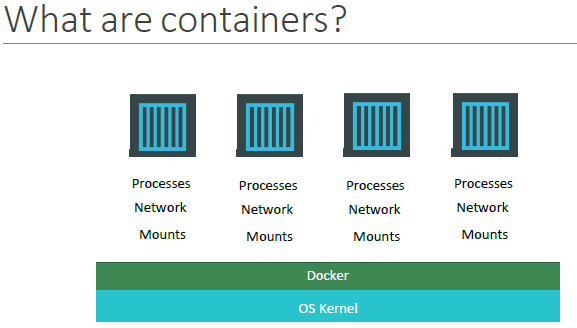 What are containers?
Processes Processes Processes Processes
Network Network Network Network
Mounts Mounts Mounts Mounts
Docker
OS Kernel